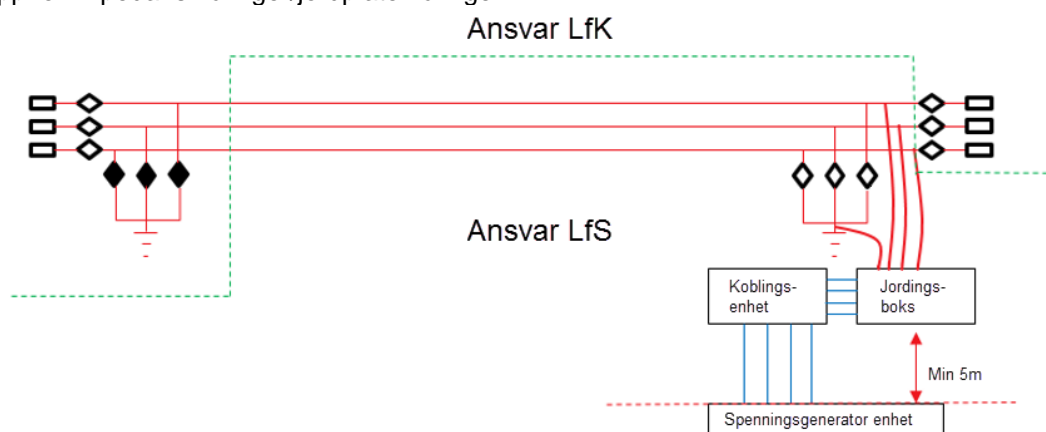 Ansvar LfK
Ansvar LfS
Koblings-
enhet
Jordings-
boks
Min 5m
Spenningsgenerator enhet